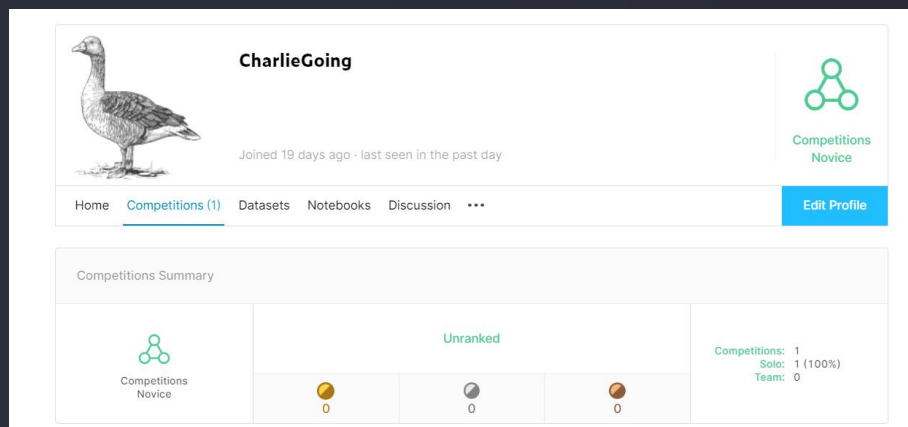 CharlieGoing
Joined 19 days ago · last seen in the past day
Competitions
Novice
Home Competitions (1) Datasets Notebooks Discussion •••
Edit Profile
Competitions Summary
Competitions
Novice
Unranked
0 0 0
Competitions: 1
Solo: 1 (100%)
Team: 0